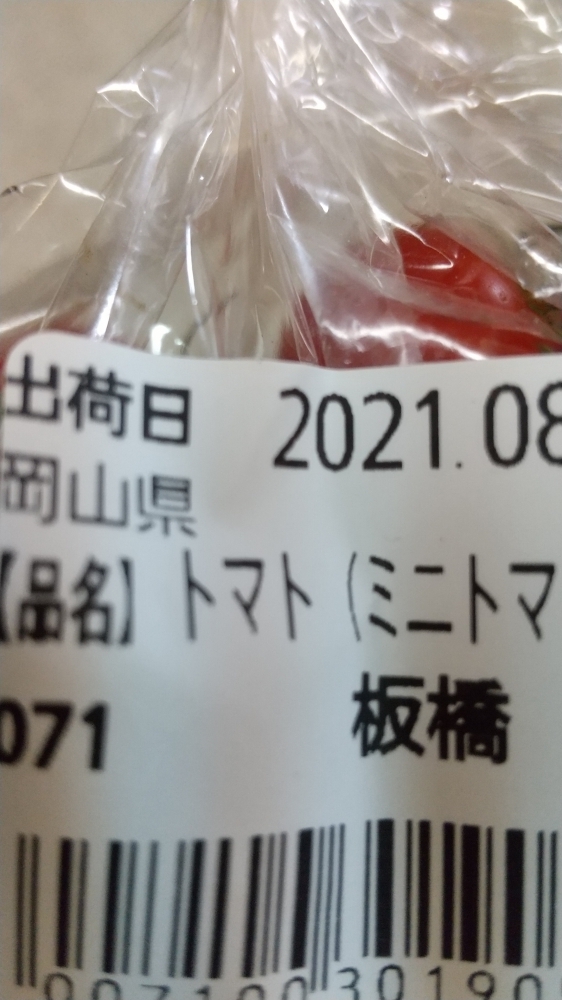 出荷日 2021.08
岡山県
【品名】トマト（ミニトマ
071 板橋